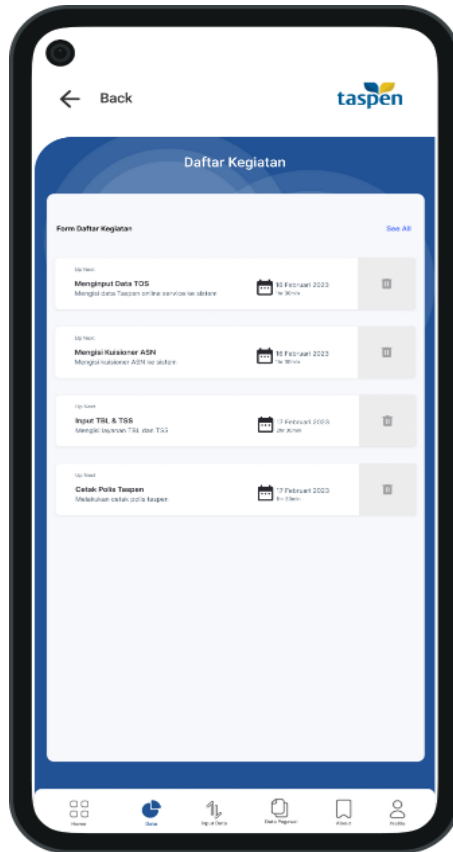 Back
taspen
Daftar Kegiatan
Form Daftar Kegiatan
See All
Up Next
Menginput Data TOS
Mengisi data Taspen online service ke sistem
16 Februari 2023
1hr 30min
Up Next
Mengisi Kuisioner ASN
Mengisi kuisioner ASN ke sistem
16 Februari 2023
Up Next
Input TBL & TSS
Mengisi layanan TBL dan TSS
17 Februari 2023
Up Next
Cetak Polis Taspen
Melakukan cetak polis taspen
17 Februari 2023
Home
Data
Input Data
Data Pegawai
About
Profile